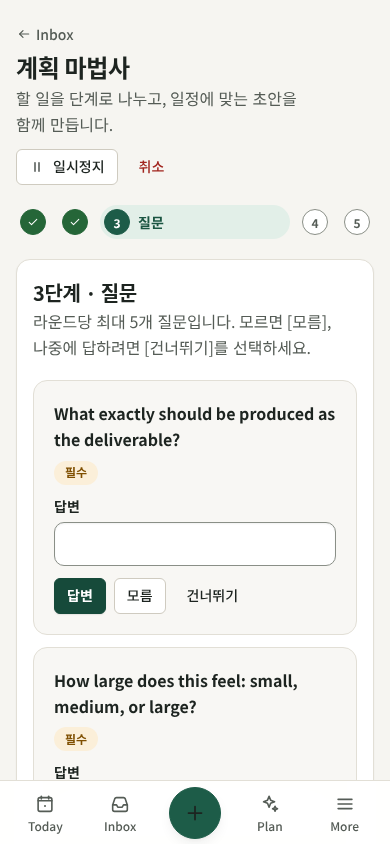 ← Inbox
계획 마법사
할 일을 단계로 나누고, 일정에 맞는 초안을
함께 만듭니다.
일시정지 취소
3 질문 4 5
3단계 · 질문
라운드당 최대 5개 질문입니다. 모르면 [모름],
나중에 답하려면 [건너뛰기]를 선택하세요.
What exactly should be produced as
the deliverable?
필수
답변
답변 모름 건너뛰기
How large does this feel: small,
medium, or large?
필수
답변
Today Inbox + Plan More